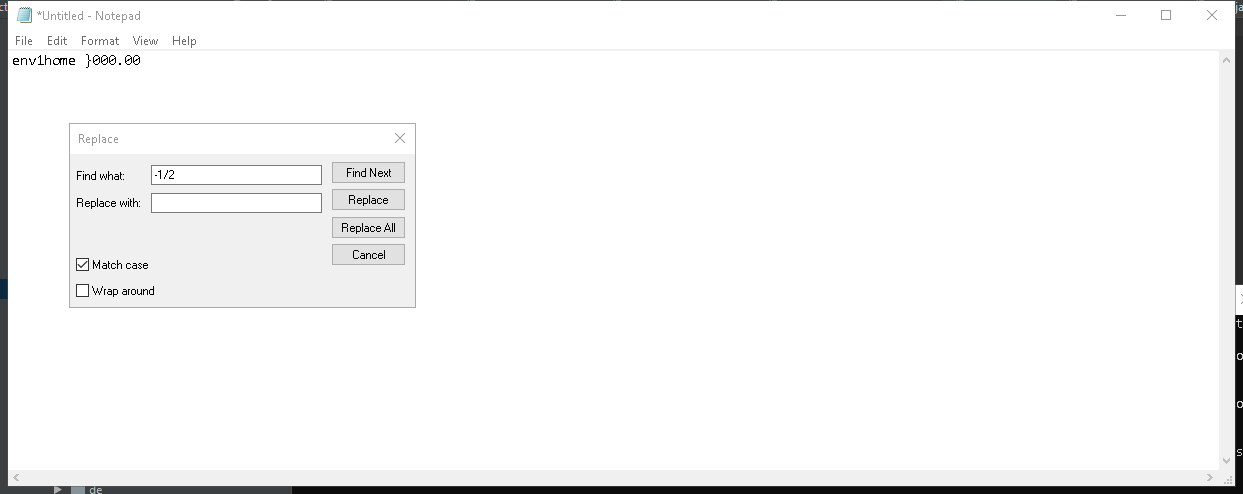 *Untitled - Notepad
File Edit Format View Help
env1home }000.00
Replace
Find what: -1/2 Find Next
Replace with: Replace
Replace All
Cancel
Match case
Wrap around
de